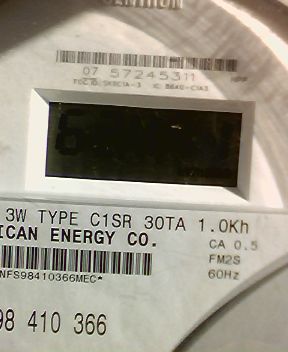 07 57245311
3W TYPE C1SR 30TA 1.0Kh
ICAN ENERGY CO.
CA 0.5
FM2S
NFS98410366MEC*
60Hz
98 410 366